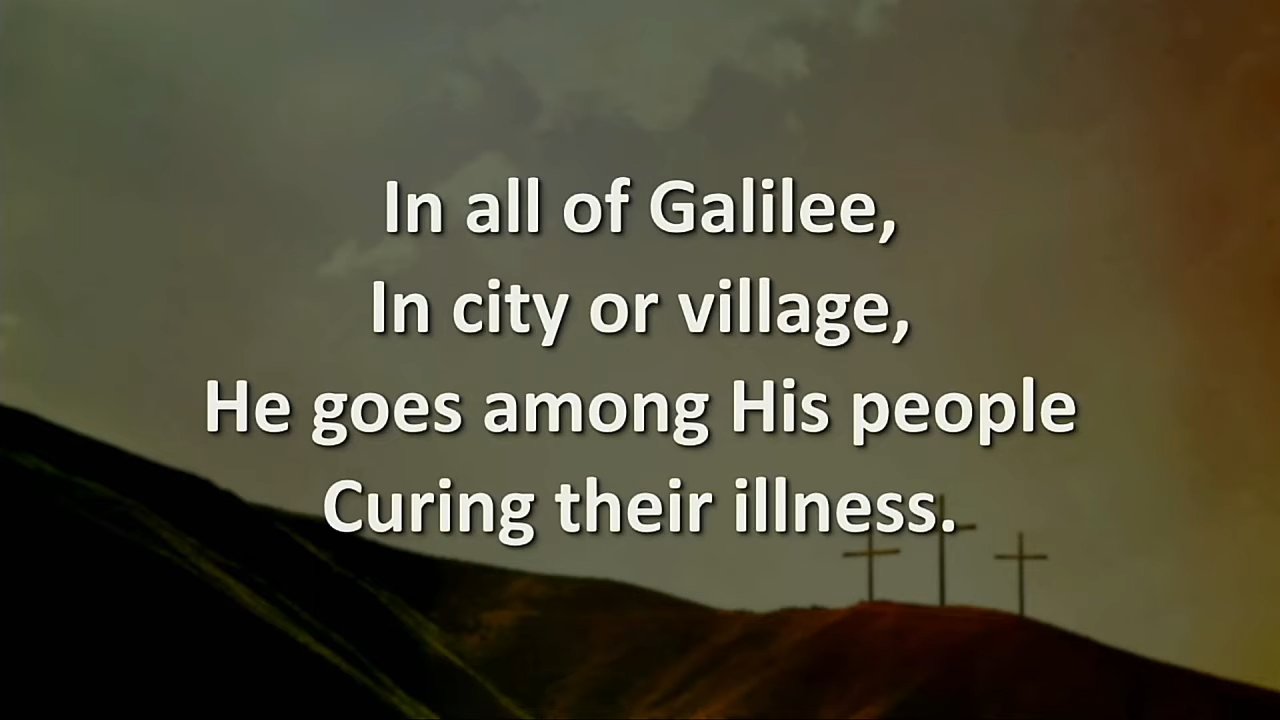 In all of Galilee,
In city or village,
He goes among His people
Curing their illness.